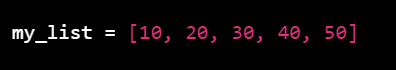 my_list = [10, 20, 30, 40, 50]